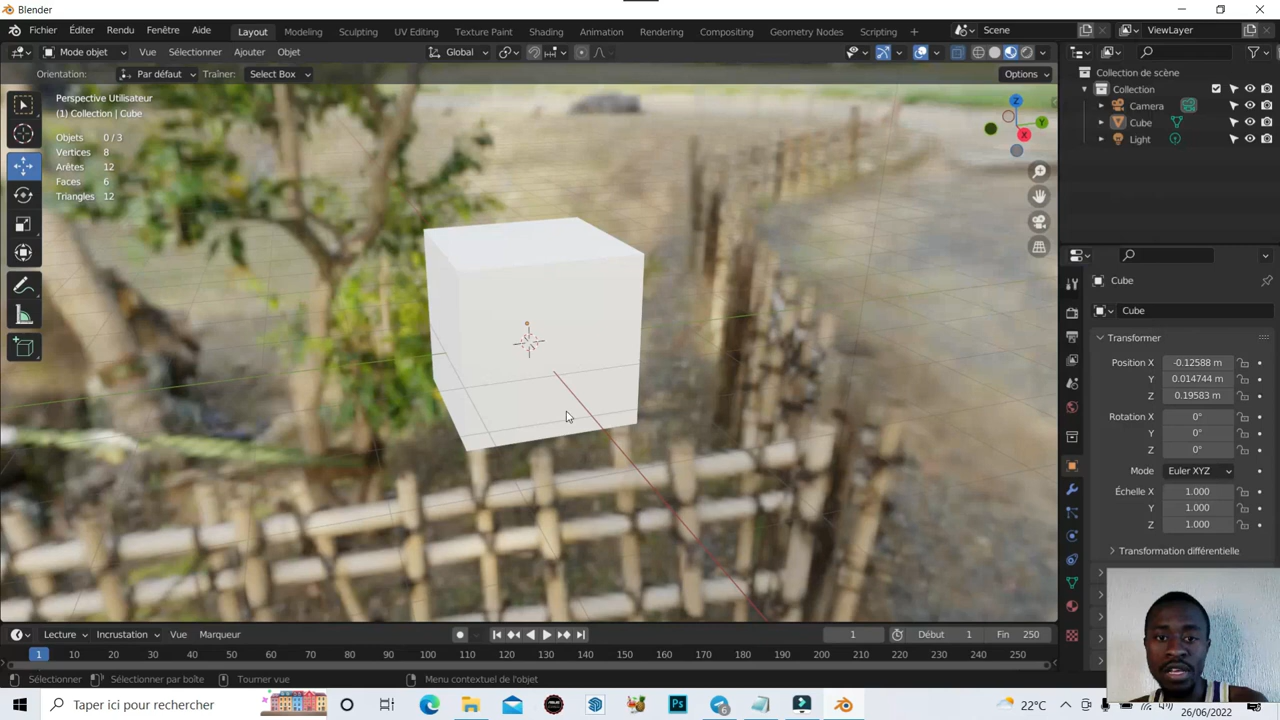 Blender
Fichier Éditer Rendu Fenêtre Aide Layout Modeling Sculpting UV Editing Texture Paint Shading Animation Rendering Compositing Geometry Nodes Scripting + Scene ViewLayer
Mode objet Vue Sélectionner Ajouter Objet Global
Orientation: Par défaut Traîner: Select Box Options
Perspective Utilisateur
(1) Collection | Cube
Objets 0 / 3
Vertices 8
Arêtes 12
Faces 6
Triangles 12
Z
Y
X
Collection de scène
Collection
Camera
Cube
Light
Cube
Cube
Transformer
Position X -0.12588 m
Y 0.014744 m
Z 0.19583 m
Rotation X 0°
Y 0°
Z 0°
Mode Euler XYZ
Échelle X 1.000
Y 1.000
Z 1.000
Transformation différentielle
Lecture Incrustation Vue Marqueur 1 Début 1 Fin 250
1 10 20 30 40 50 60 70 80 90 100 110 120 130 140 150 160 170 180 190 200 210 220 230 240 250
Sélectionner Sélectionner par boîte Tourner vue Menu contextuel de l'objet
Taper ici pour rechercher 22°C
26/06/2022